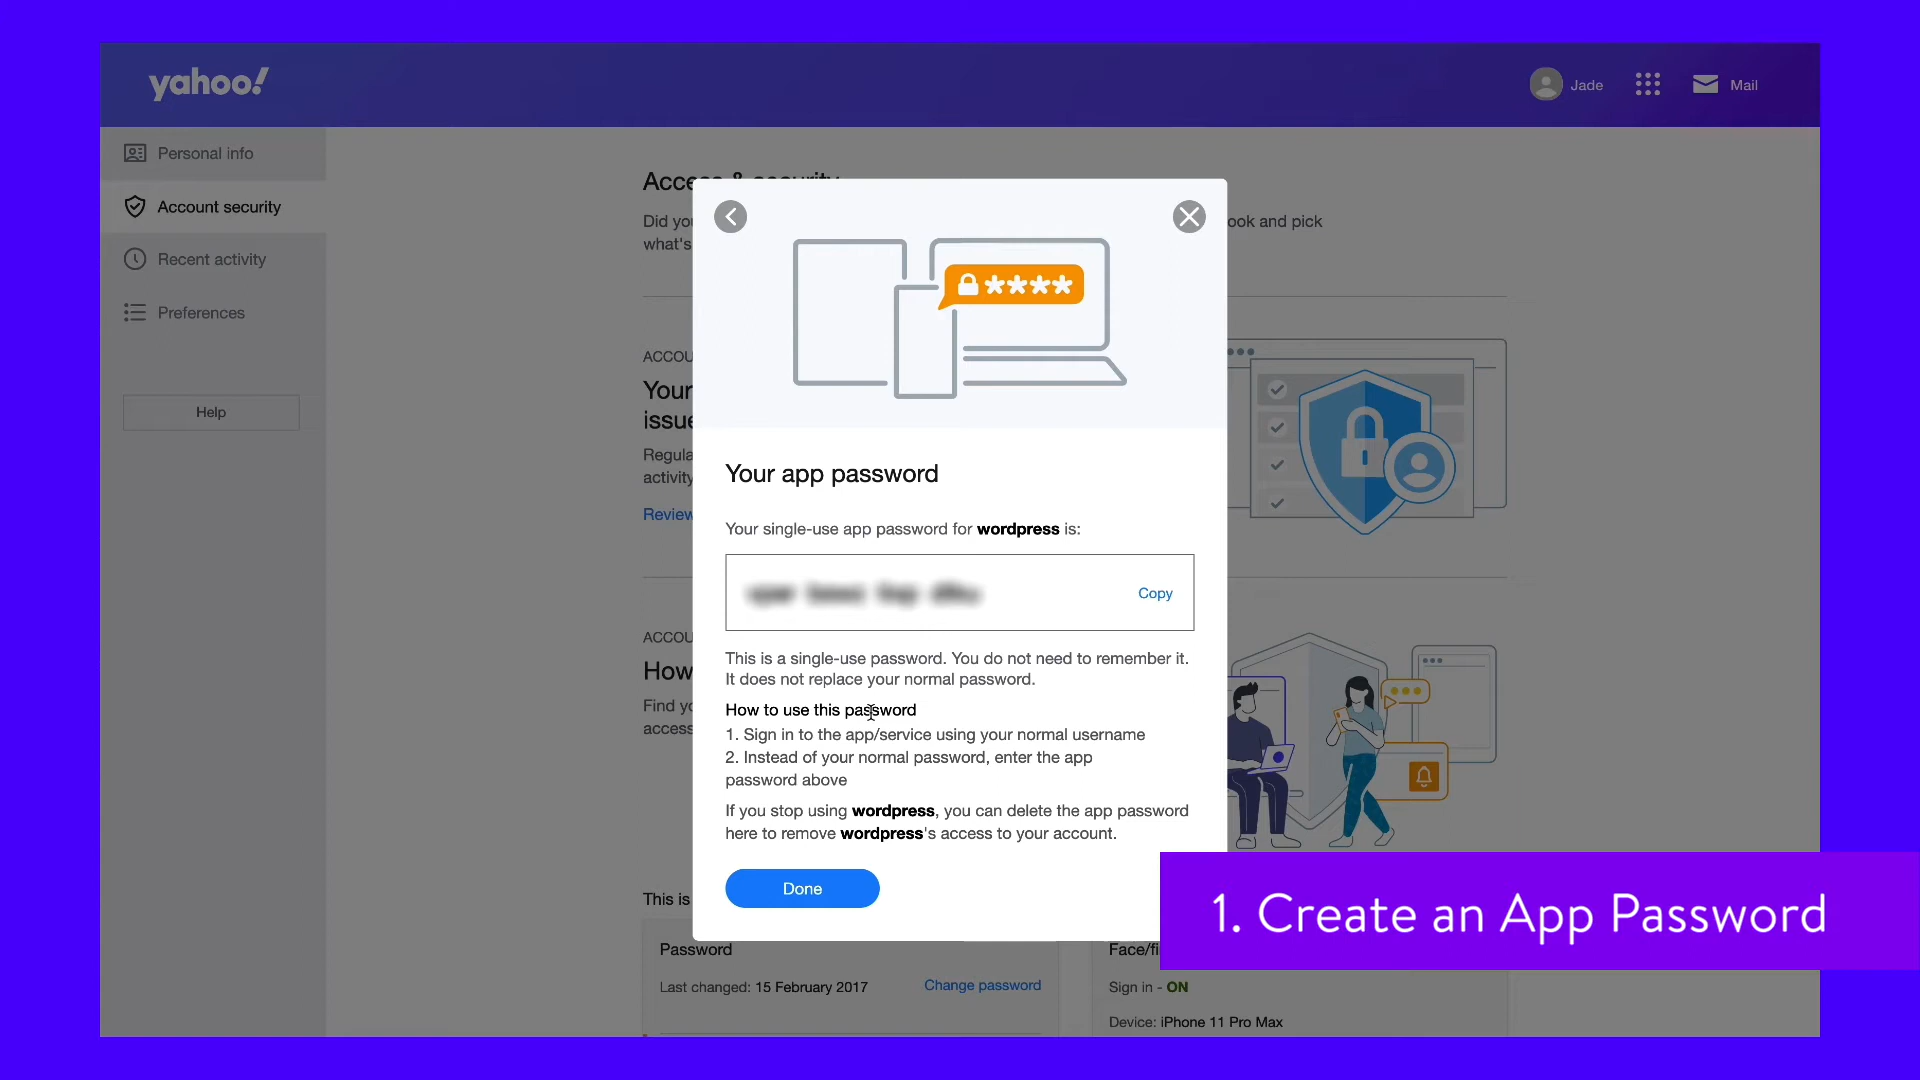 yahoo!
Jade
Mail
Personal info
Account security
Recent activity
Preferences
Help
Access & security
Did you
ook and pick
what's
ACCOU
Your
issue
Regula
activity
Review
ACCOU
How
Find yo
access
This is
Your app password
Your single-use app password for wordpress is:
Copy
This is a single-use password. You do not need to remember it.
It does not replace your normal password.
How to use this password
1. Sign in to the app/service using your normal username
2. Instead of your normal password, enter the app
password above
If you stop using wordpress, you can delete the app password
here to remove wordpress's access to your account.
Done
1. Create an App Password
Password
Last changed: 15 February 2017
Change password
Face/fi
Sign in - ON
Device: iPhone 11 Pro Max